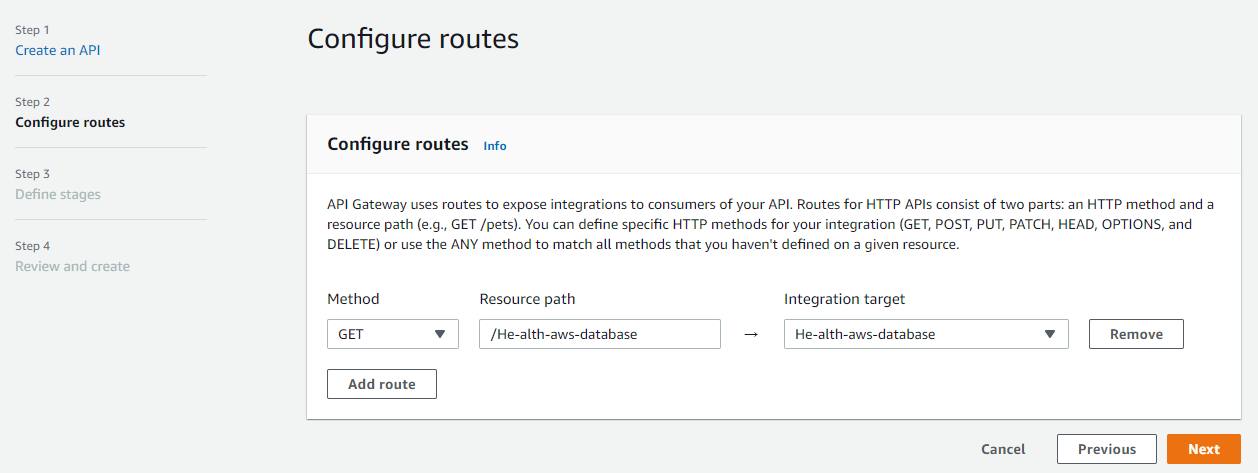 Step 1
Create an API
Step 2
Configure routes
Step 3
Define stages
Step 4
Review and create
Configure routes
Configure routes Info
API Gateway uses routes to expose integrations to consumers of your API. Routes for HTTP APIs consist of two parts: an HTTP method and a
resource path (e.g., GET /pets). You can define specific HTTP methods for your integration (GET, POST, PUT, PATCH, HEAD, OPTIONS, and
DELETE) or use the ANY method to match all methods that you haven't defined on a given resource.
Method Resource path Integration target
GET /He-alth-aws-database → He-alth-aws-database Remove
Add route
Cancel Previous Next